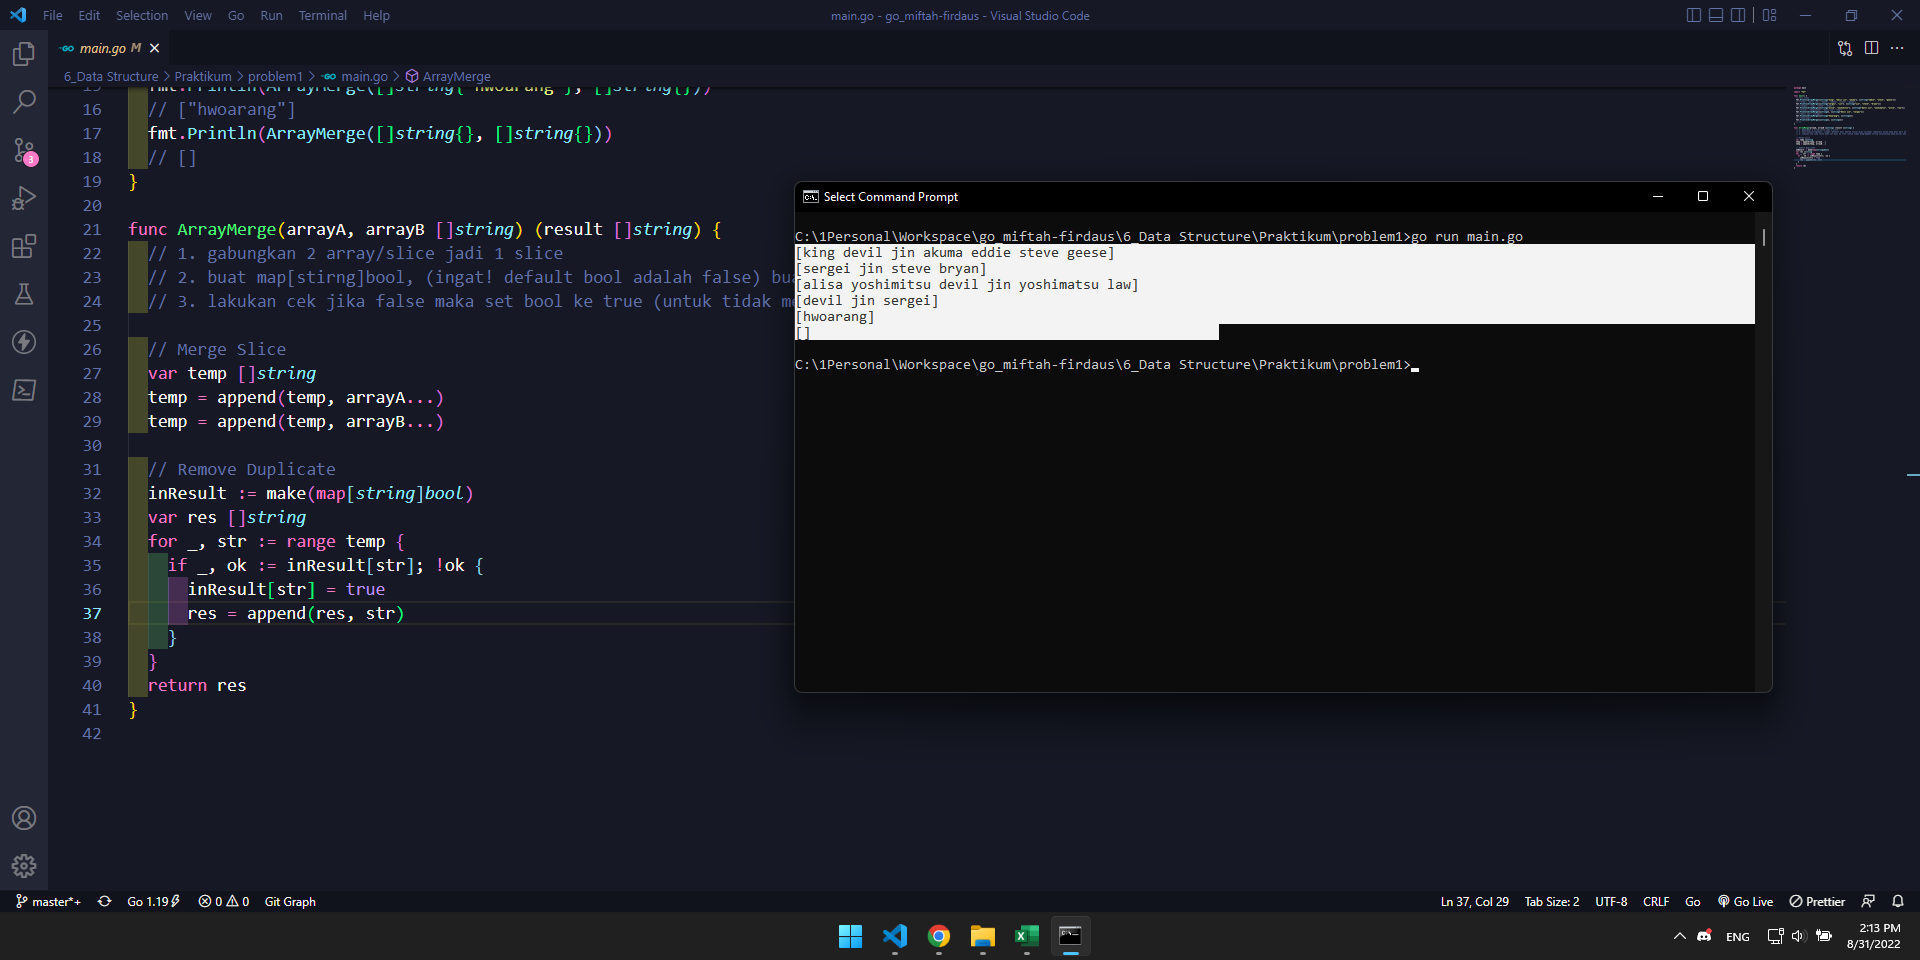 File Edit Selection View Go Run Terminal Help
main.go - go_miftah-firdaus - Visual Studio Code
main.go M
6_Data Structure > Praktikum > problem1 > main.go > ArrayMerge
15 fmt.Println(ArrayMerge([]string{"hwoarang"}, []string{}))
16 // ["hwoarang"]
17 fmt.Println(ArrayMerge([]string{}, []string{}))
18 // []
19 }
20
21 func ArrayMerge(arrayA, arrayB []string) (result []string) {
22 // 1. gabungkan 2 array/slice jadi 1 slice
23 // 2. buat map[stirng]bool, (ingat! default bool adalah false) bua
24 // 3. lakukan cek jika false maka set bool ke true (untuk tidak me
25
26 // Merge Slice
27 var temp []string
28 temp = append(temp, arrayA...)
29 temp = append(temp, arrayB...)
30
31 // Remove Duplicate
32 inResult := make(map[string]bool)
33 var res []string
34 for _, str := range temp {
35 if _, ok := inResult[str]; !ok {
36 inResult[str] = true
37 res = append(res, str)
38 }
39 }
40 return res
41 }
42
Select Command Prompt
C:\1Personal\Workspace\go_miftah-firdaus\6_Data Structure\Praktikum\problem1>go run main.go
[king devil jin akuma eddie steve geese]
[sergei jin steve bryan]
[alisa yoshimitsu devil jin yoshimatsu law]
[devil jin sergei]
[hwoarang]
[]
C:\1Personal\Workspace\go_miftah-firdaus\6_Data Structure\Praktikum\problem1>
3
master*+ Go 1.19 0 0 Git Graph
Ln 37, Col 29 Tab Size: 2 UTF-8 CRLF Go Go Live Prettier
ENG
2:13 PM
8/31/2022